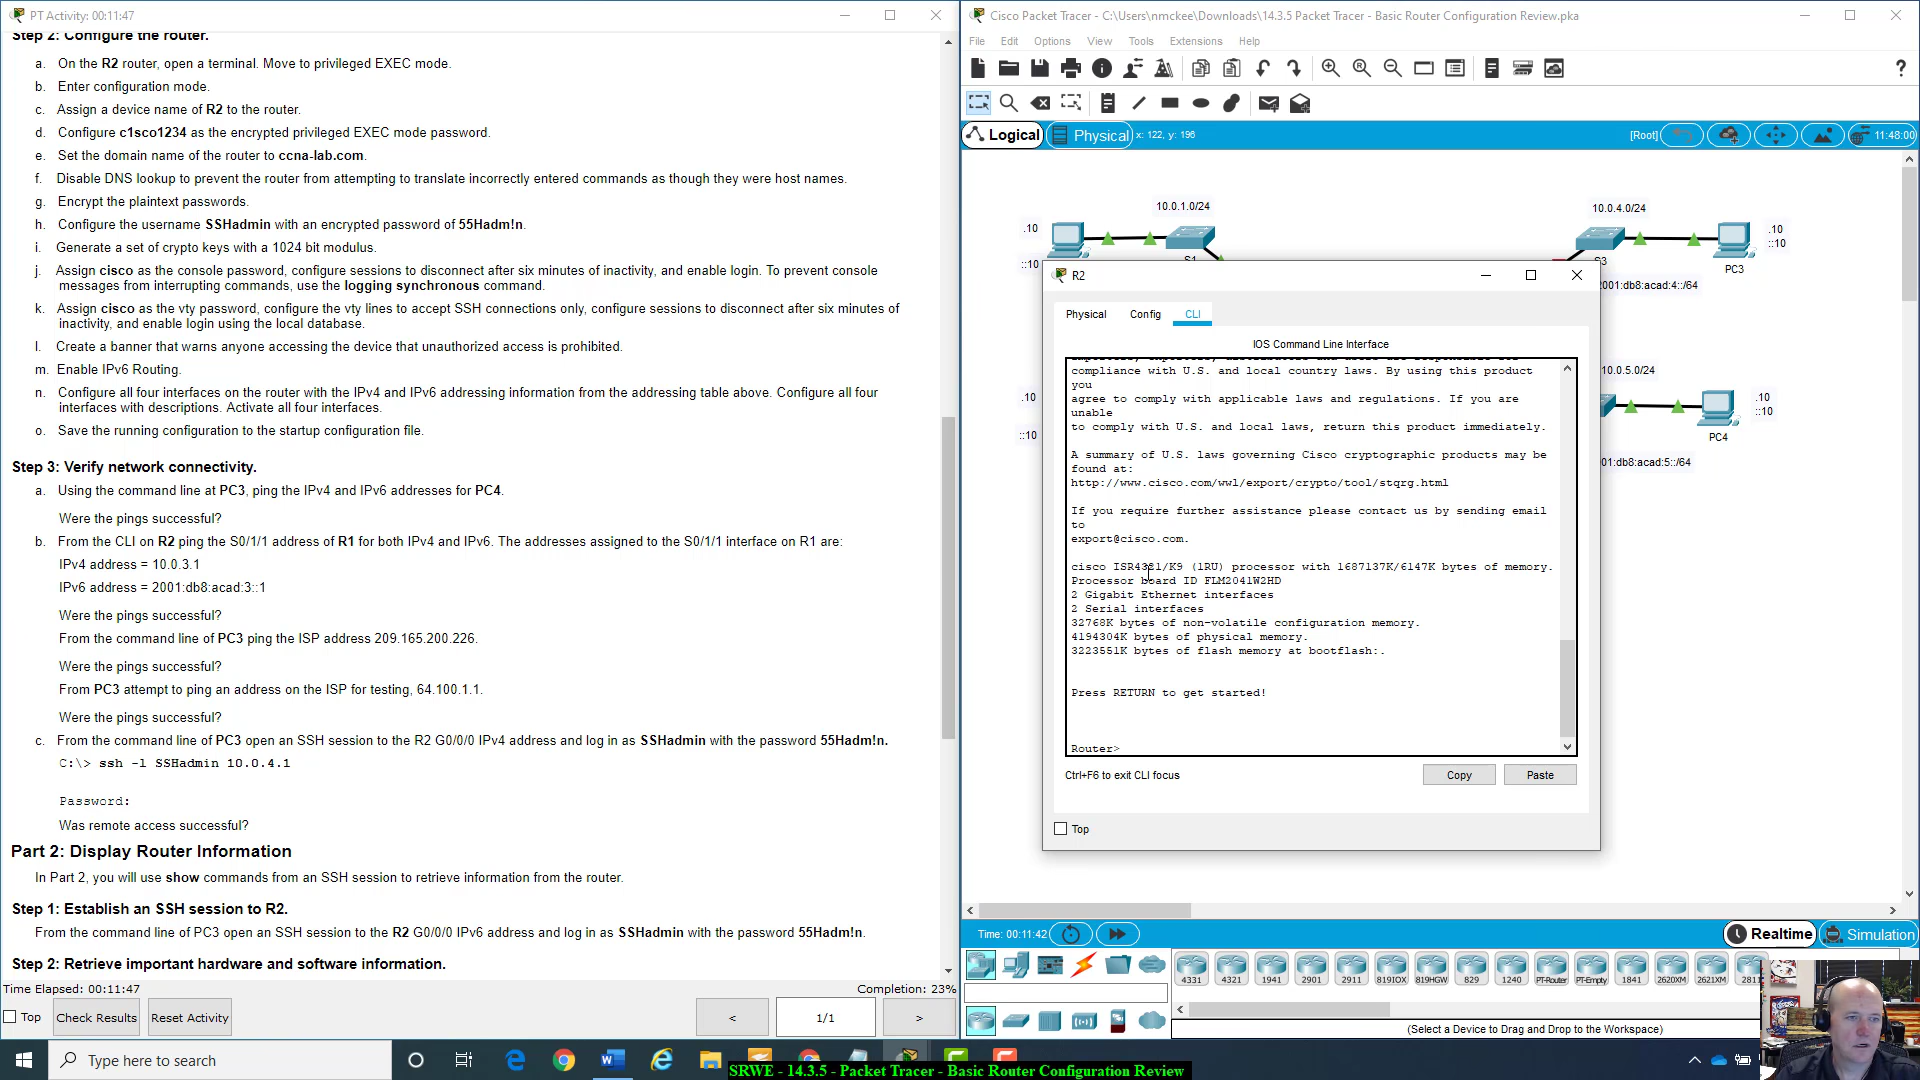 PT Activity: 00:11:47
Step 2: Configure the router.
a. On the R2 router, open a terminal. Move to privileged EXEC mode.
b. Enter configuration mode.
c. Assign a device name of R2 to the router.
d. Configure c1sco1234 as the encrypted privileged EXEC mode password.
e. Set the domain name of the router to ccna-lab.com.
f. Disable DNS lookup to prevent the router from attempting to translate incorrectly entered commands as though they were host names.
g. Encrypt the plaintext passwords.
h. Configure the username SSHadmin with an encrypted password of 55Hadm!n.
i. Generate a set of crypto keys with a 1024 bit modulus.
j. Assign cisco as the console password, configure sessions to disconnect after six minutes of inactivity, and enable login. To prevent console
messages from interrupting commands, use the logging synchronous command.
k. Assign cisco as the vty password, configure the vty lines to accept SSH connections only, configure sessions to disconnect after six minutes of
inactivity, and enable login using the local database.
l. Create a banner that warns anyone accessing the device that unauthorized access is prohibited.
m. Enable IPv6 Routing.
n. Configure all four interfaces on the router with the IPv4 and IPv6 addressing information from the addressing table above. Configure all four
interfaces with descriptions. Activate all four interfaces.
o. Save the running configuration to the startup configuration file.
Step 3: Verify network connectivity.
a. Using the command line at PC3, ping the IPv4 and IPv6 addresses for PC4.
Were the pings successful?
b. From the CLI on R2 ping the S0/1/1 address of R1 for both IPv4 and IPv6. The addresses assigned to the S0/1/1 interface on R1 are:
IPv4 address = 10.0.3.1
IPv6 address = 2001:db8:acad:3::1
Were the pings successful?
From the command line of PC3 ping the ISP address 209.165.200.226.
Were the pings successful?
From PC3 attempt to ping an address on the ISP for testing, 64.100.1.1.
Were the pings successful?
c. From the command line of PC3 open an SSH session to the R2 G0/0/0 IPv4 address and log in as SSHadmin with the password 55Hadm!n.
C:\> ssh -l SSHadmin 10.0.4.1
Password:
Was remote access successful?
Part 2: Display Router Information
In Part 2, you will use show commands from an SSH session to retrieve information from the router.
Step 1: Establish an SSH session to R2.
From the command line of PC3 open an SSH session to the R2 G0/0/0 IPv6 address and log in as SSHadmin with the password 55Hadm!n.
Step 2: Retrieve important hardware and software information.
Time Elapsed: 00:11:47
Completion: 23%
Top
Check Results
Reset Activity
<
1/1
>
Cisco Packet Tracer - C:\Users\nmckee\Downloads\14.3.5 Packet Tracer - Basic Router Configuration Review.pka
File Edit Options View Tools Extensions Help
?
Logical
Physical
x: 122, y: 196
[Root]
11:48:00
10.0.1.0/24
.10
::10
S1
10.0.4.0/24
.10
::10
S3
PC3
2001:db8:acad:4::/64
.10
::10
10.0.5.0/24
.10
::10
PC4
01:db8:acad:5::/64
R2
Physical
Config
CLI
IOS Command Line Interface
compliance with U.S. and local country laws. By using this product
you
agree to comply with applicable laws and regulations. If you are
unable
to comply with U.S. and local laws, return this product immediately.
A summary of U.S. laws governing Cisco cryptographic products may be
found at:
http://www.cisco.com/wwl/export/crypto/tool/stqrg.html
If you require further assistance please contact us by sending email
to
export@cisco.com.
cisco ISR4331/K9 (1RU) processor with 1687137K/6147K bytes of memory.
Processor board ID FLM2041W2HD
2 Gigabit Ethernet interfaces
2 Serial interfaces
32768K bytes of non-volatile configuration memory.
4194304K bytes of physical memory.
3223551K bytes of flash memory at bootflash:.
Press RETURN to get started!
Router>
Ctrl+F6 to exit CLI focus
Copy
Paste
Top
Time: 00:11:42
Realtime
Simulation
4331 4321 1941 2901 2911 819IOX 819HGW 829 1240 PT-Router PT-Empty 1841 2620XM 2621XM 2811
(Select a Device to Drag and Drop to the Workspace)
Type here to search
SRWE - 14.3.5 - Packet Tracer - Basic Router Configuration Review